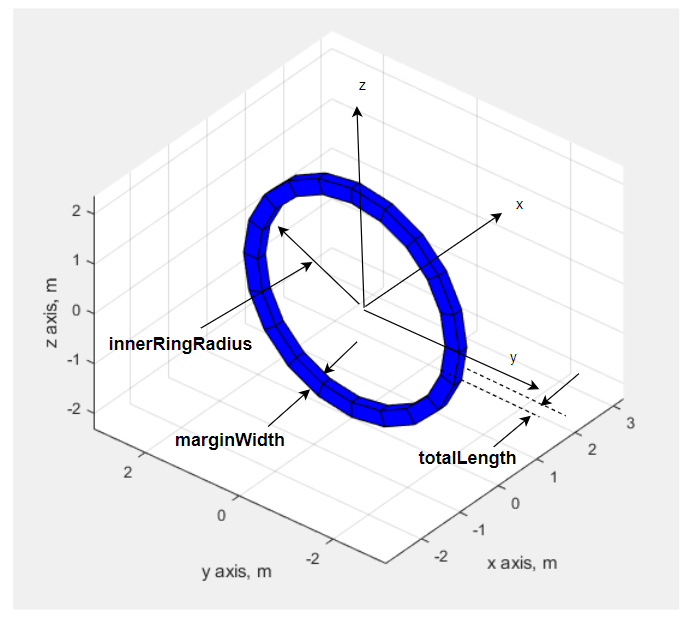 z
x
2
1
0
-1
-2
z axis, m
innerRingRadius
y
marginWidth
totalLength
3
2
1
0
-1
-2
x axis, m
2
0
-2
y axis, m